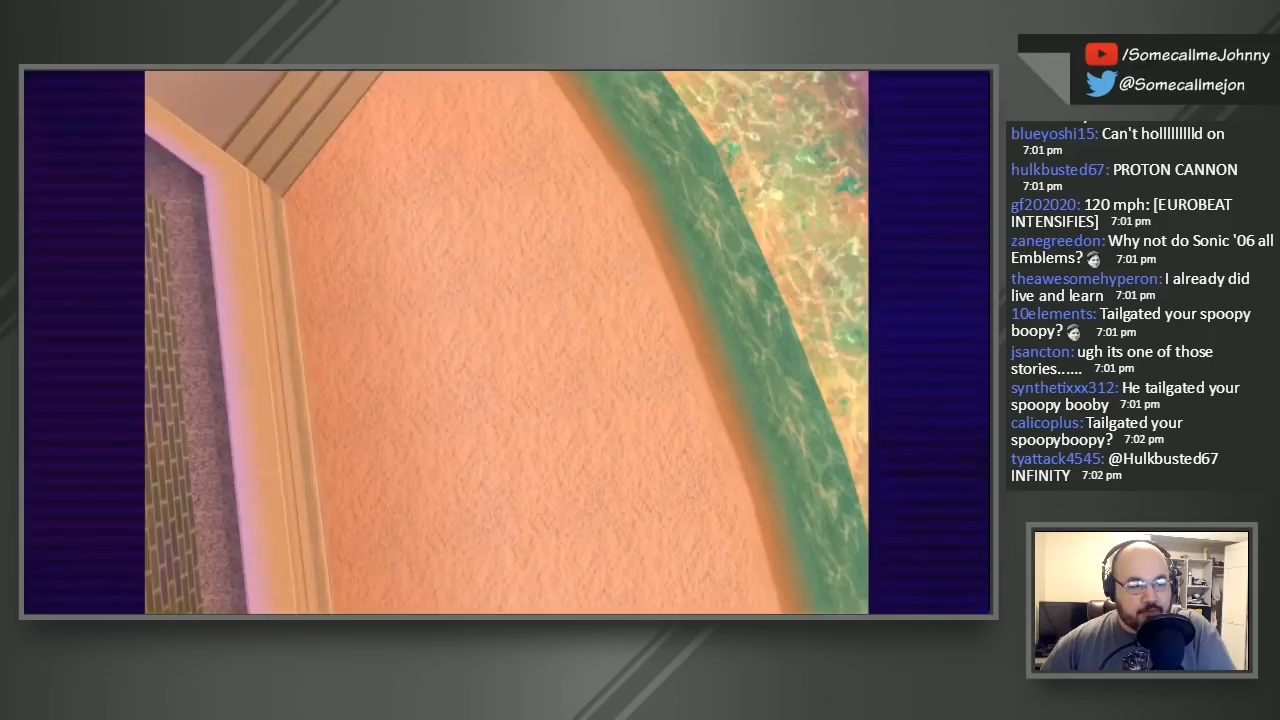 /SomecallmeJohnny
@Somecallmejon
blueyoshi15: Can't hollllllllld on
7:01 pm
hulkbusted67: PROTON CANNON
7:01 pm
gf202020: 120 mph: [EUROBEAT
INTENSIFIES] 7:01 pm
zanegreedon: Why not do Sonic '06 all
Emblems? 7:01 pm
theawesomehyperon: I already did
live and learn 7:01 pm
10elements: Tailgated your spoopy
boopy? 7:01 pm
jsancton: ugh its one of those
stories...... 7:01 pm
synthetixxx312: He tailgated your
spoopy booby 7:01 pm
calicoplus: Tailgated your
spoopyboopy? 7:02 pm
tyattack4545: @Hulkbusted67
INFINITY 7:02 pm